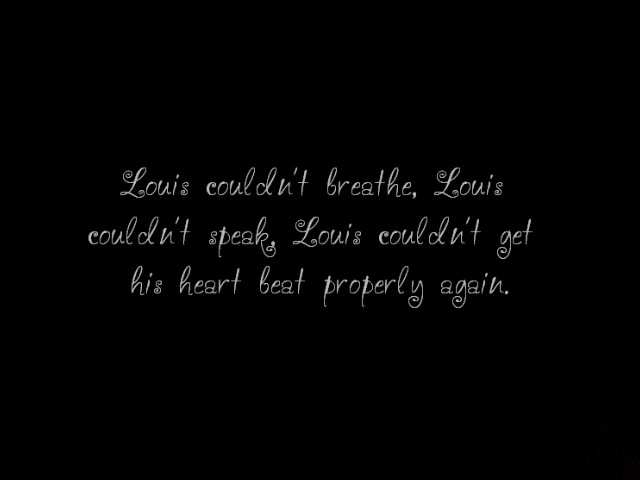 Louis couldn't breathe, Louis
couldn't speak, Louis couldn't get
his heart beat properly again.